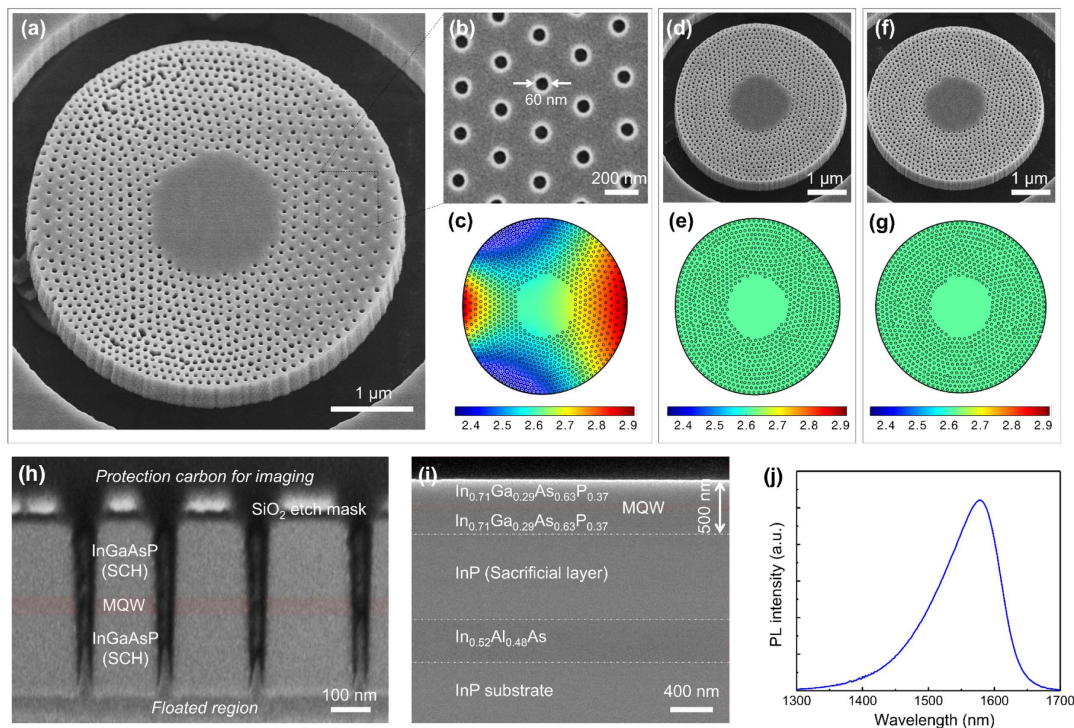 (a)
1 μm
(b)
60 nm
200 nm
(c)
2.4 2.5 2.6 2.7 2.8 2.9
(d)
1 μm
(e)
2.4 2.5 2.6 2.7 2.8 2.9
(f)
1 μm
(g)
2.4 2.5 2.6 2.7 2.8 2.9
(h)
Protection carbon for imaging
SiO2 etch mask
InGaAsP
(SCH)
MQW
InGaAsP
(SCH)
100 nm
Floated region
(i)
In0.71Ga0.29As0.63P0.37
MQW
In0.71Ga0.29As0.63P0.37
500 nm
InP (Sacrificial layer)
In0.52Al0.48As
InP substrate
400 nm
(j)
PL intensity (a.u.)
1300 1400 1500 1600 1700
Wavelength (nm)